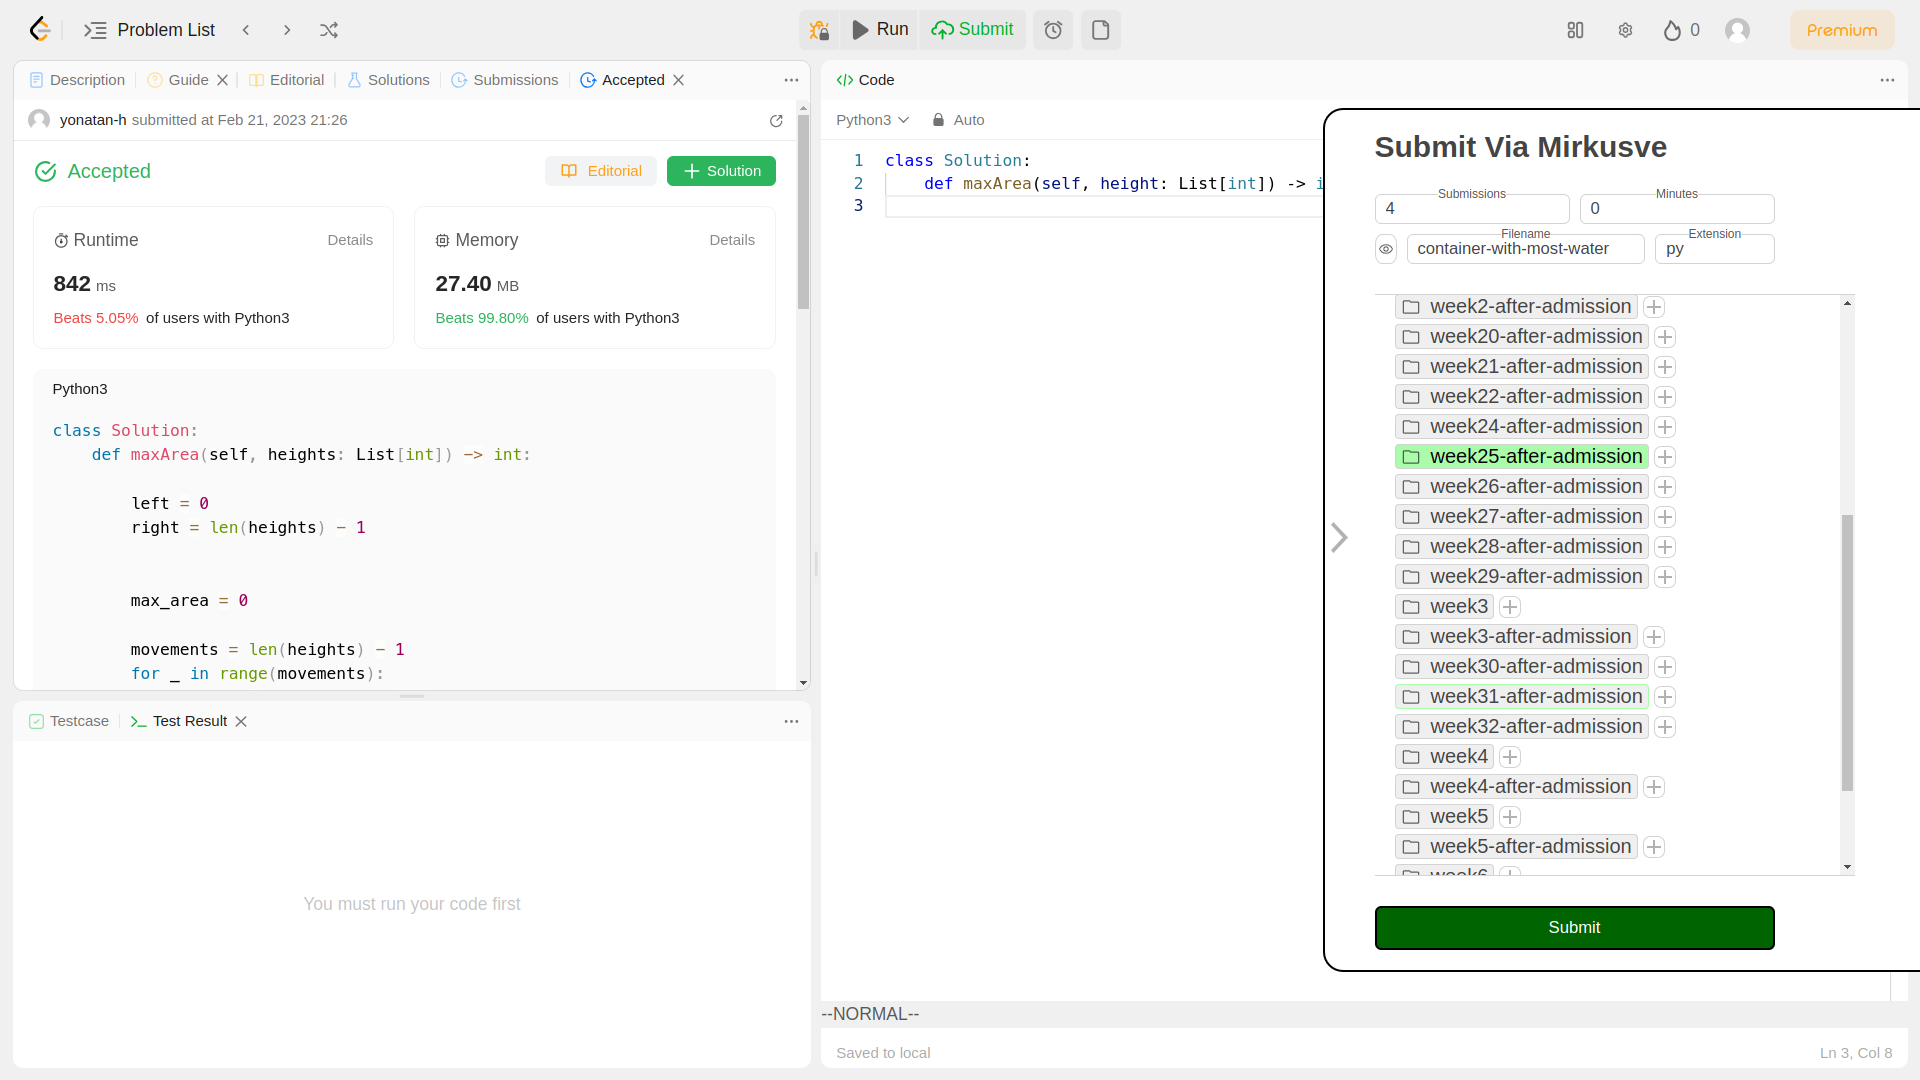 Problem List
Run
Submit
0
Premium
Description
Guide
Editorial
Solutions
Submissions
Accepted
yonatan-h submitted at Feb 21, 2023 21:26
Accepted
Editorial
Solution
Runtime
Details
842 ms
Beats 5.05% of users with Python3
Memory
Details
27.40 MB
Beats 99.80% of users with Python3
Python3
class Solution:
def maxArea(self, heights: List[int]) -> int:
left = 0
right = len(heights) - 1
max_area = 0
movements = len(heights) - 1
for _ in range(movements):
Testcase
Test Result
You must run your code first
Code
Python3
Auto
1 class Solution:
2 def maxArea(self, height: List[int]) -> i
3
--NORMAL--
Saved to local
Ln 3, Col 8
Submit Via Mirkusve
Submissions
4
Minutes
0
Filename
container-with-most-water
Extension
py
week2-after-admission
week20-after-admission
week21-after-admission
week22-after-admission
week24-after-admission
week25-after-admission
week26-after-admission
week27-after-admission
week28-after-admission
week29-after-admission
week3
week3-after-admission
week30-after-admission
week31-after-admission
week32-after-admission
week4
week4-after-admission
week5
week5-after-admission
week6
Submit